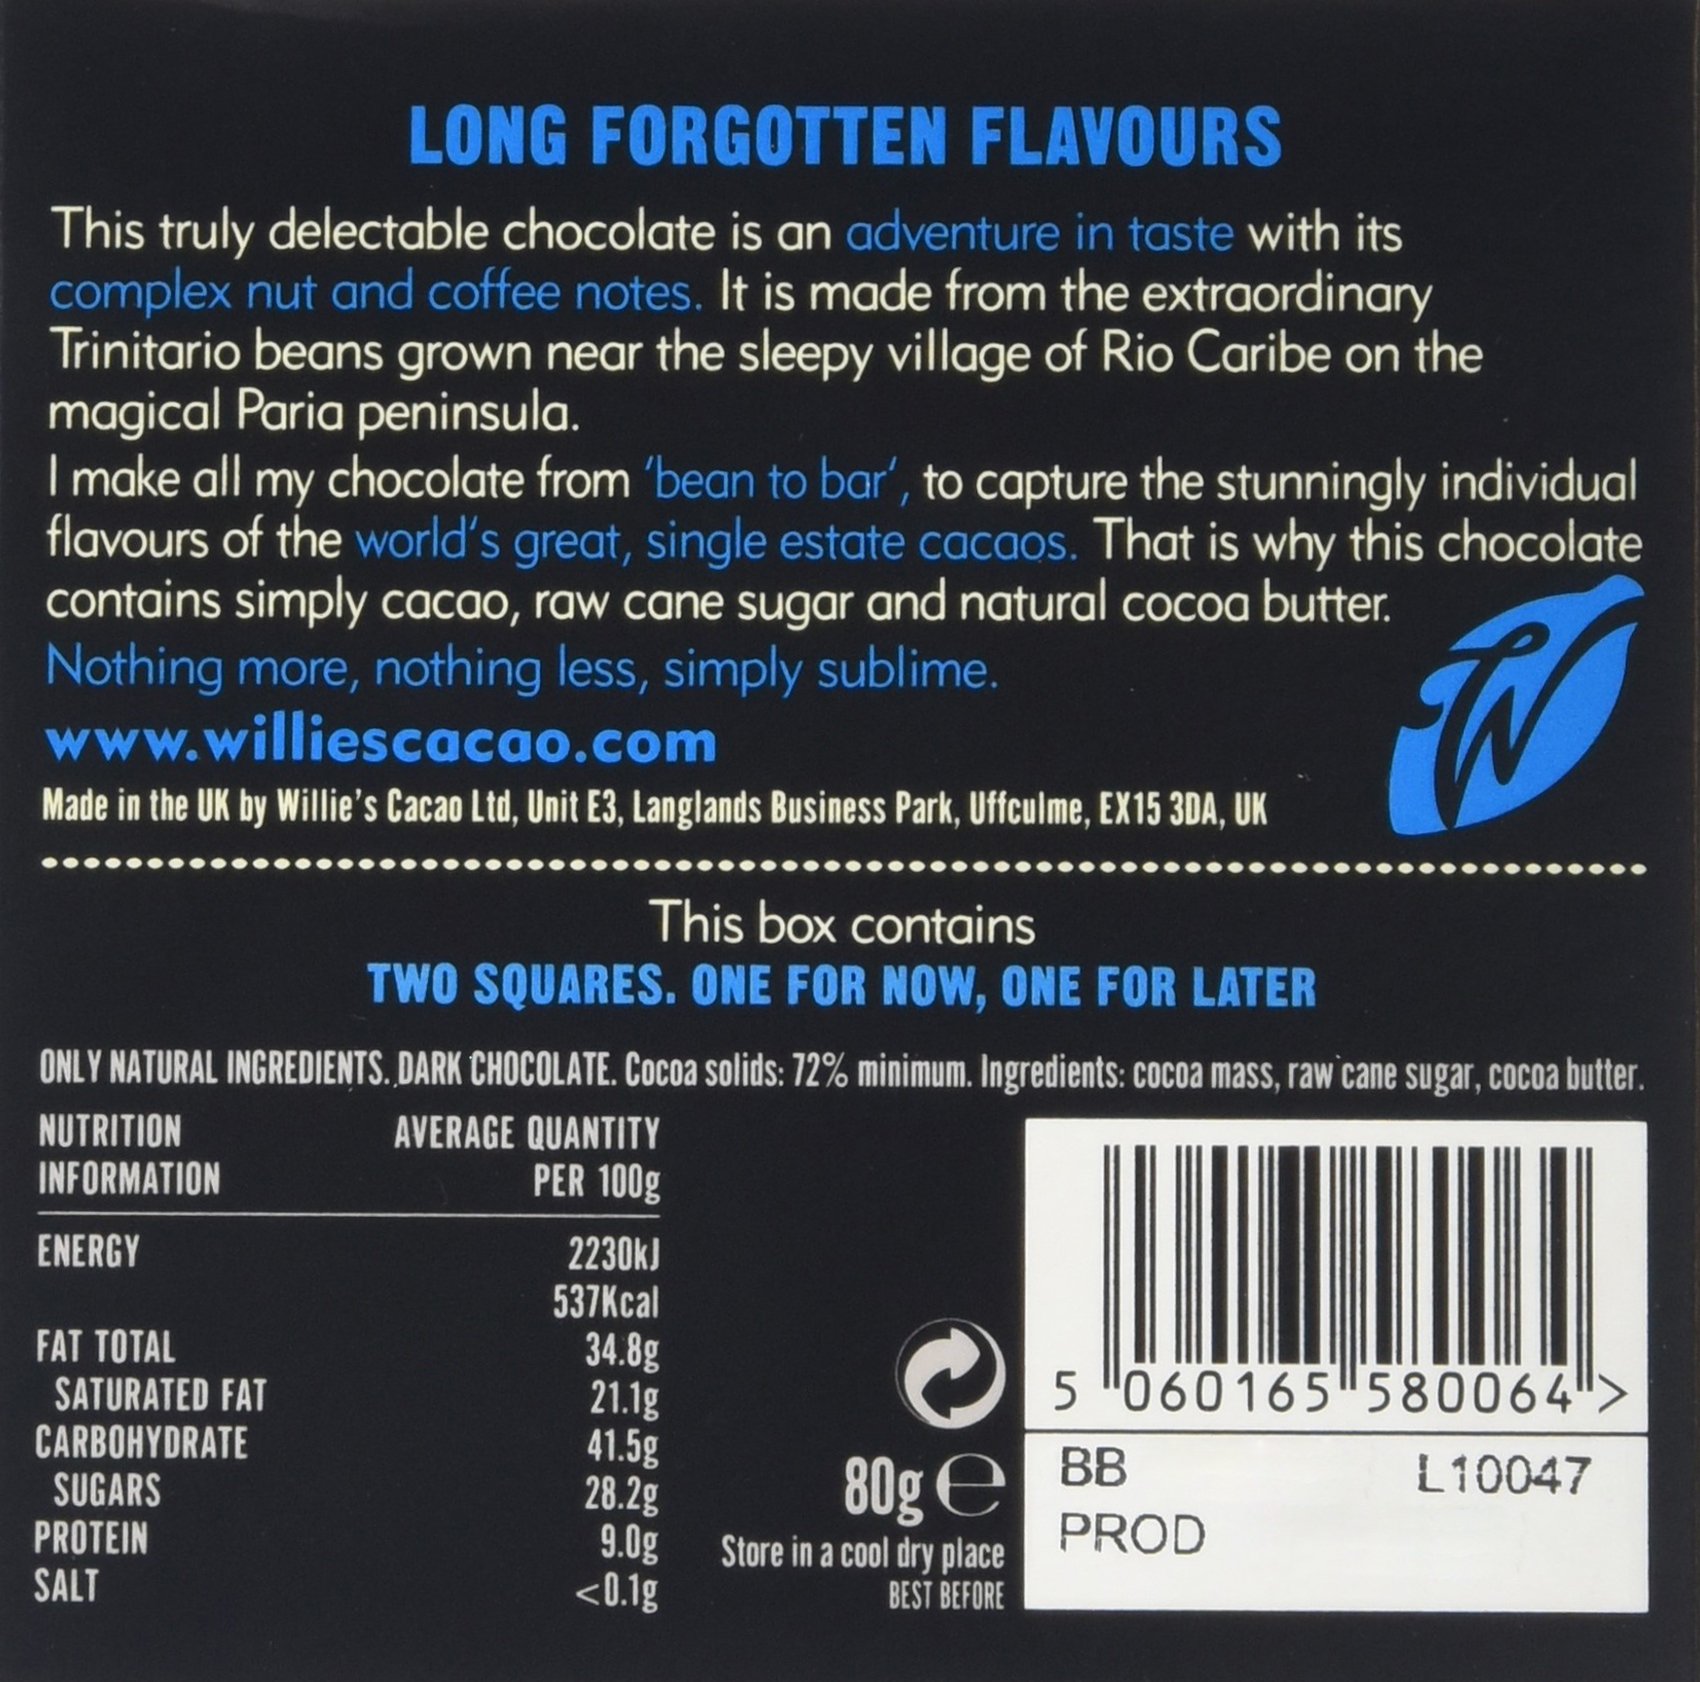 LONG FORGOTTEN FLAVOURS
This truly delectable chocolate is an adventure in taste with its
complex nut and coffee notes. It is made from the extraordinary
Trinitario beans grown near the sleepy village of Rio Caribe on the
magical Paria peninsula.
I make all my chocolate from ‘bean to bar’, to capture the stunningly individual
flavours of the world’s great, single estate cacaos. That is why this chocolate
contains simply cacao, raw cane sugar and natural cocoa butter.
Nothing more, nothing less, simply sublime.
www.williescacao.com
Made in the UK by Willie’s Cacao Ltd, Unit E3, Langlands Business Park, Uffculme, EX15 3DA, UK
This box contains
TWO SQUARES. ONE FOR NOW, ONE FOR LATER
ONLY NATURAL INGREDIENTS. DARK CHOCOLATE. Cocoa solids: 72% minimum. Ingredients: cocoa mass, raw cane sugar, cocoa butter.
NUTRITION AVERAGE QUANTITY
INFORMATION PER 100g
ENERGY 2230kJ
537Kcal
FAT TOTAL 34.8g
SATURATED FAT 21.1g
CARBOHYDRATE 41.5g
SUGARS 28.2g
PROTEIN 9.0g
SALT <0.1g
80g e
Store in a cool dry place
BEST BEFORE
5 060165 580064 >
BB L10047
PROD